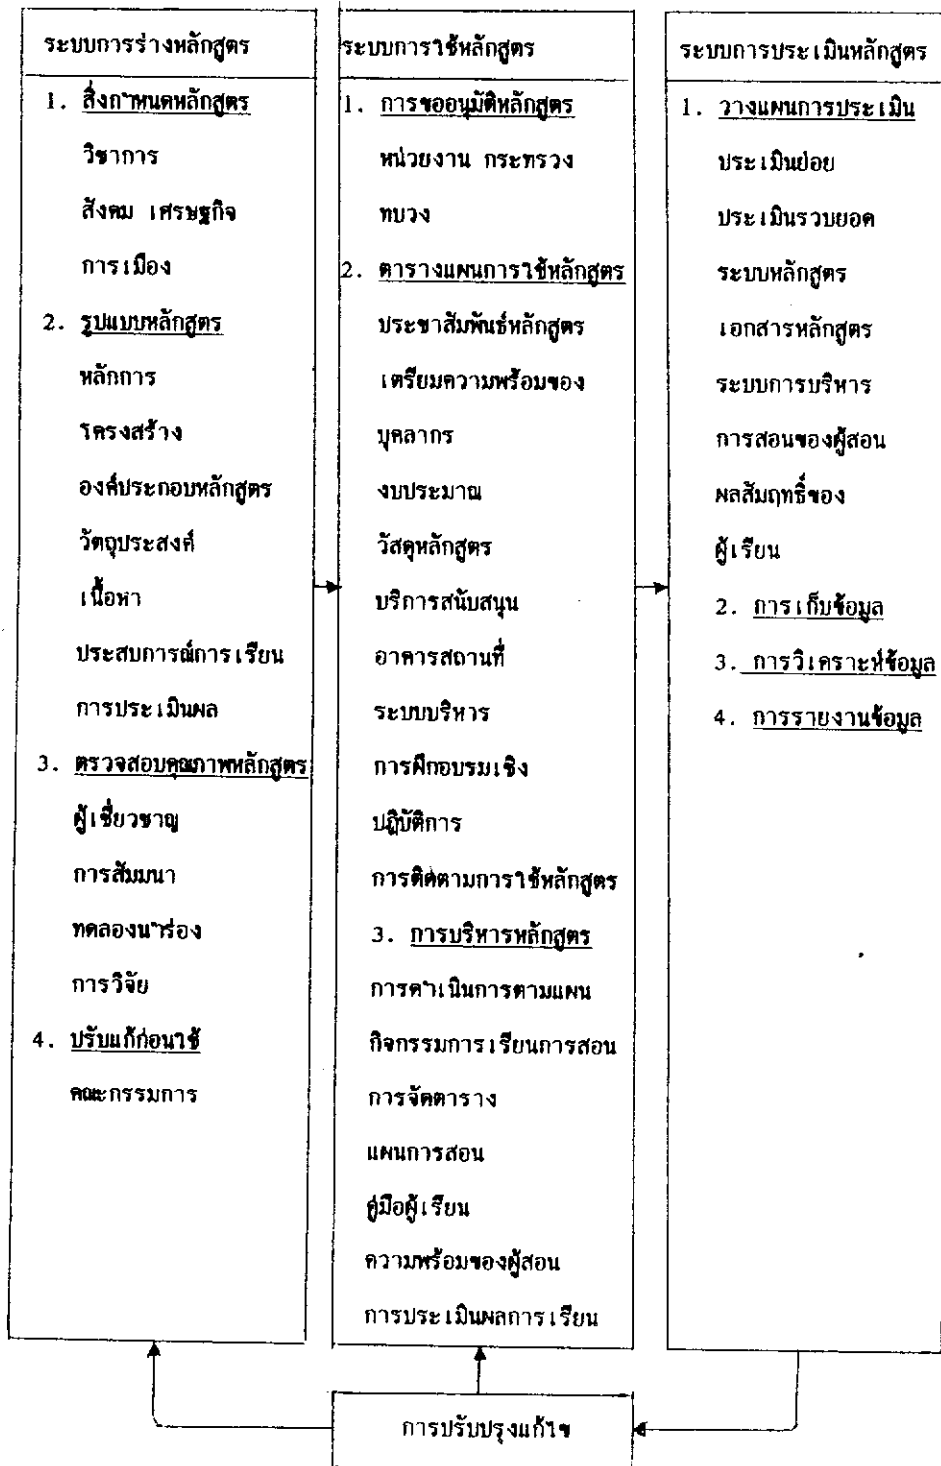 ระบบการร่างหลักสูตร
1. สิ่งกำหนดหลักสูตร
วิชาการ
สังคม เศรษฐกิจ
การเมือง
2. รูปแบบหลักสูตร
หลักการ
โครงสร้าง
องค์ประกอบหลักสูตร
วัตถุประสงค์
เนื้อหา
ประสบการณ์การเรียน
การประเมินผล
3. ตรวจสอบคุณภาพหลักสูตร
ผู้เชี่ยวชาญ
การสัมมนา
ทดลองนำร่อง
การวิจัย
4. ปรับแก้ก่อนใช้
คณะกรรมการ
ระบบการใช้หลักสูตร
1. การขออนุมัติหลักสูตร
หน่วยงาน กระทรวง
ทบวง
2. ตารางแผนการใช้หลักสูตร
ประชาสัมพันธ์หลักสูตร
เตรียมความพร้อมของ
บุคลากร
งบประมาณ
วัสดุหลักสูตร
บริการสนับสนุน
อาคารสถานที่
ระบบบริหาร
การฝึกอบรมเชิง
ปฏิบัติการ
การติดตามการใช้หลักสูตร
3. การบริหารหลักสูตร
การดำเนินการตามแผน
กิจกรรมการเรียนการสอน
การจัดตาราง
แผนการสอน
คู่มือผู้เรียน
ความพร้อมของผู้สอน
การประเมินผลการเรียน
ระบบการประเมินหลักสูตร
1. วางแผนการประเมิน
ประเมินย่อย
ประเมินรวบยอด
ระบบหลักสูตร
เอกสารหลักสูตร
ระบบการบริหาร
การสอนของผู้สอน
ผลสัมฤทธิ์ของ
ผู้เรียน
2. การเก็บข้อมูล
3. การวิเคราะห์ข้อมูล
4. การรายงานข้อมูล
การปรับปรุงแก้ไข